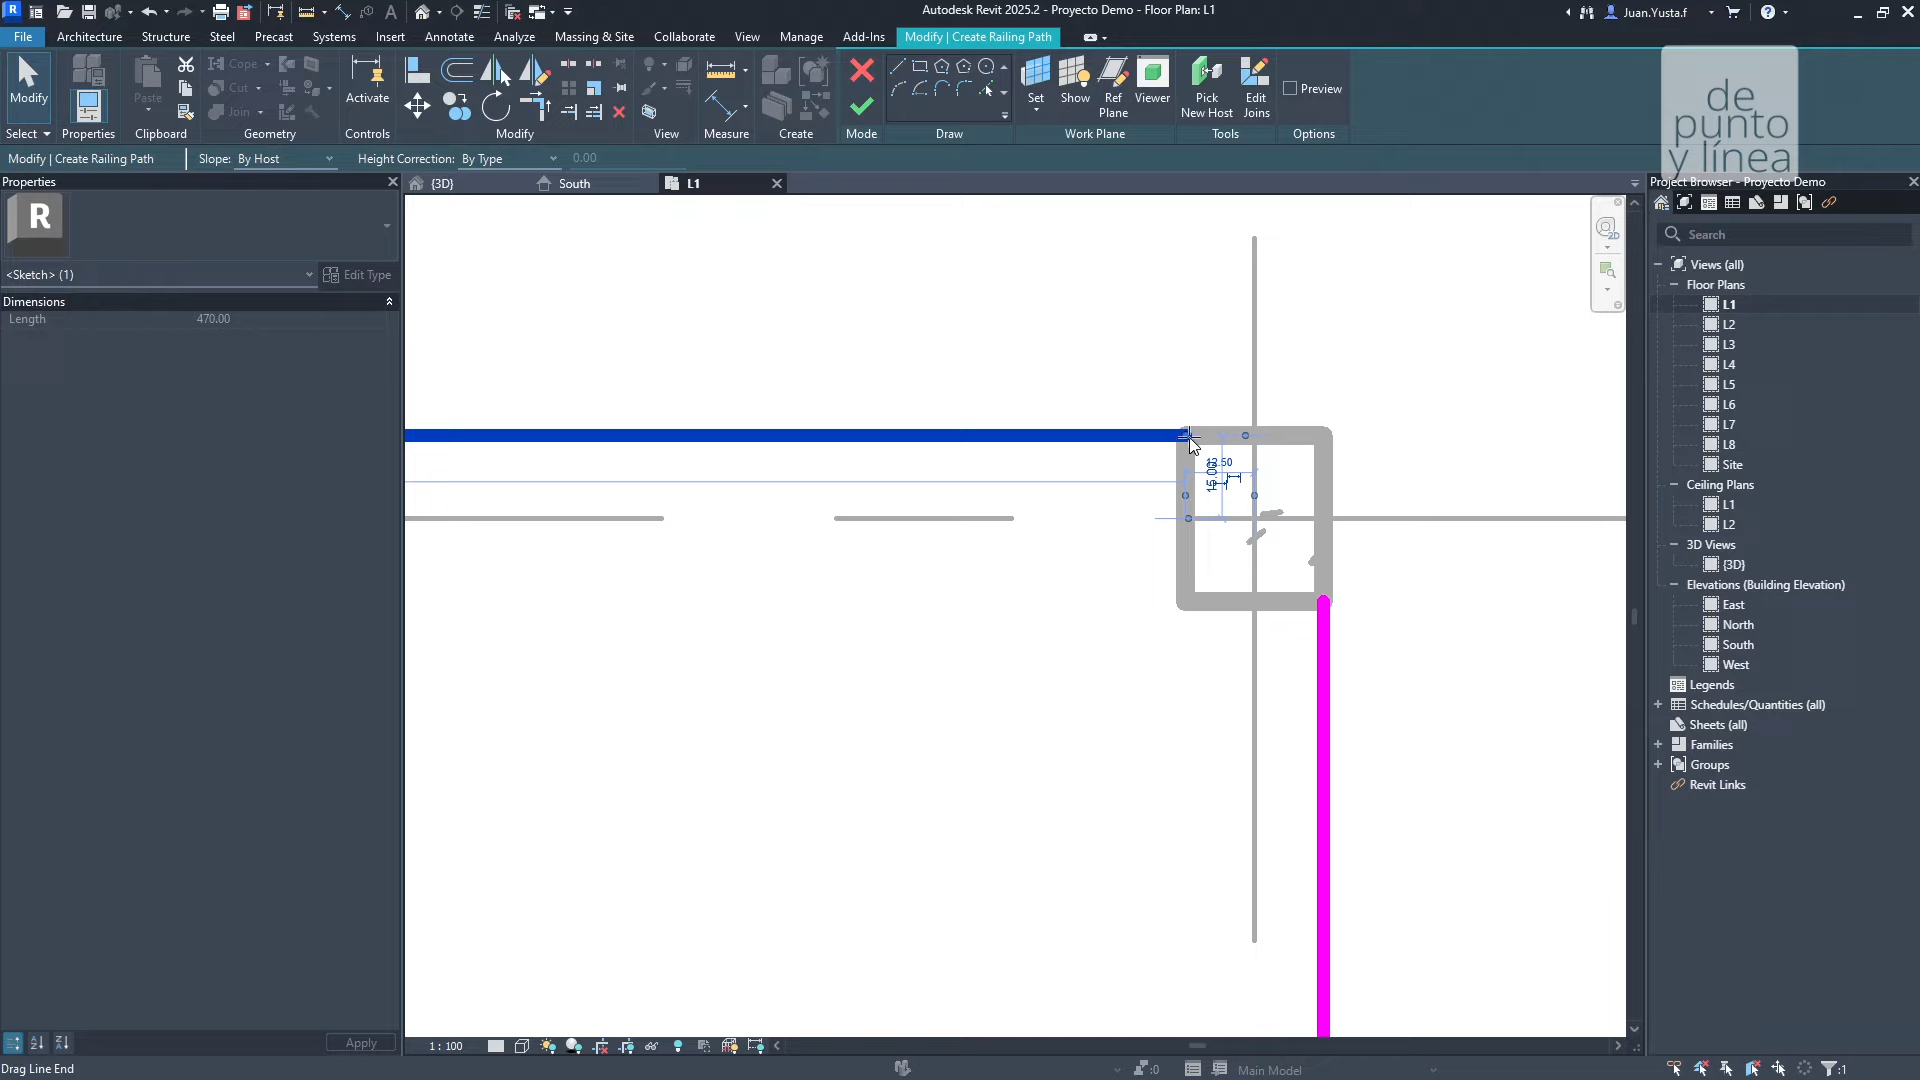 Autodesk Revit 2025.2 - Proyecto Demo - Floor Plan: L1
Juan.Yusta.f
File
Architecture
Structure
Steel
Precast
Systems
Insert
Annotate
Analyze
Massing & Site
Collaborate
View
Manage
Add-Ins
Modify | Create Railing Path
Modify
Paste
Cope
Cut
Join
Activate
Set
Show
Ref
Plane
Viewer
Pick
New Host
Edit
Joins
Preview
Select
Properties
Clipboard
Geometry
Controls
Modify
View
Measure
Create
Mode
Draw
Work Plane
Tools
Options
de
punto
y línea
Modify | Create Railing Path
Slope: By Host
Height Correction: By Type
0.00
Properties
{3D}
South
L1
Project Browser - Proyecto Demo
R
<Sketch> (1)
Edit Type
Dimensions
Length 470.00
Search
Views (all)
Floor Plans
L1
L2
L3
L4
L5
L6
L7
L8
Site
Ceiling Plans
L1
L2
3D Views
{3D}
Elevations (Building Elevation)
East
North
South
West
Legends
Schedules/Quantities (all)
Sheets (all)
Families
Groups
Revit Links
2D
12.50
15.00
Apply
1 : 100
Drag Line End
:0
Main Model
:1